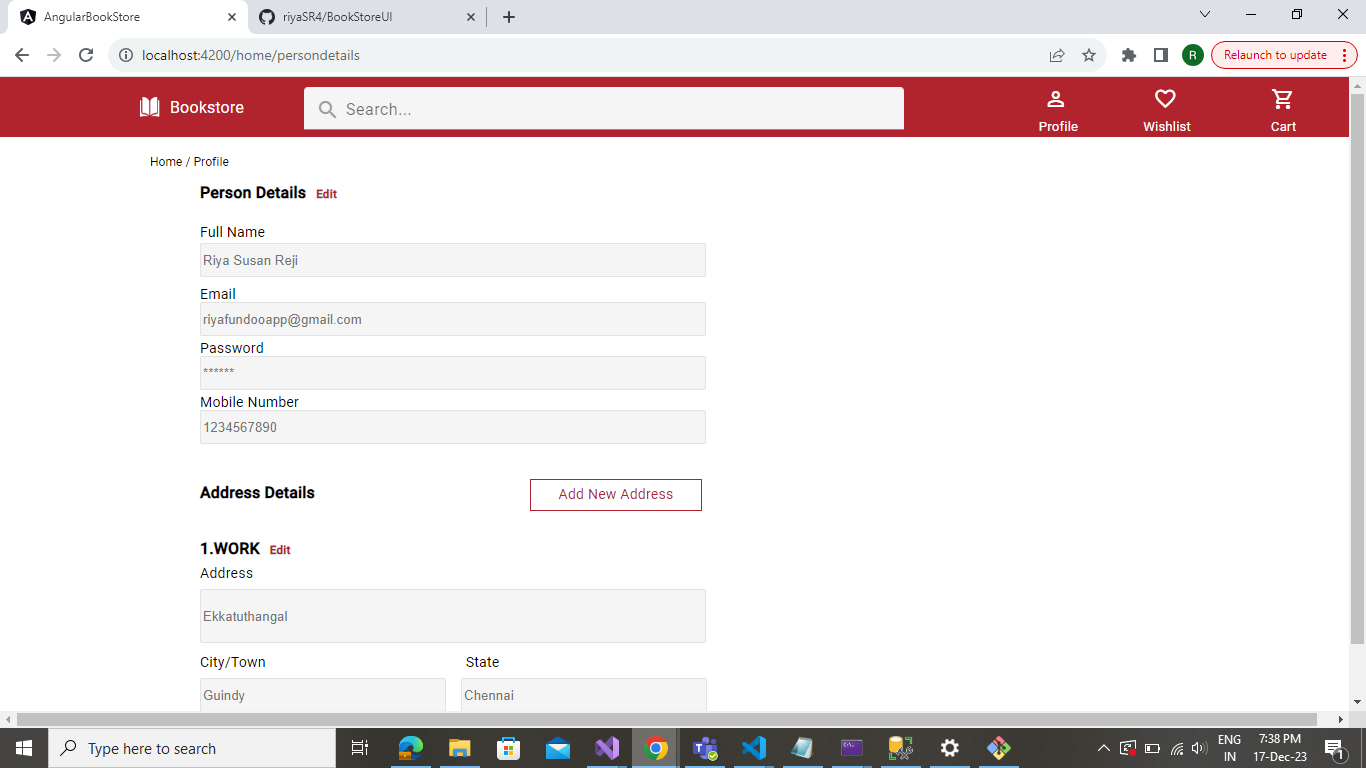 AngularBookStore
riyaSR4/BookStoreUI
localhost:4200/home/persondetails
R
Relaunch to update
Bookstore
Search...
Profile
Wishlist
Cart
Home / Profile
Person Details Edit
Full Name
Riya Susan Reji
Email
riyafundooapp@gmail.com
Password
******
Mobile Number
1234567890
Address Details
Add New Address
1.WORK Edit
Address
Ekkatuthangal
City/Town State
Guindy Chennai
Type here to search
ENG
IN
7:38 PM
17-Dec-23
1